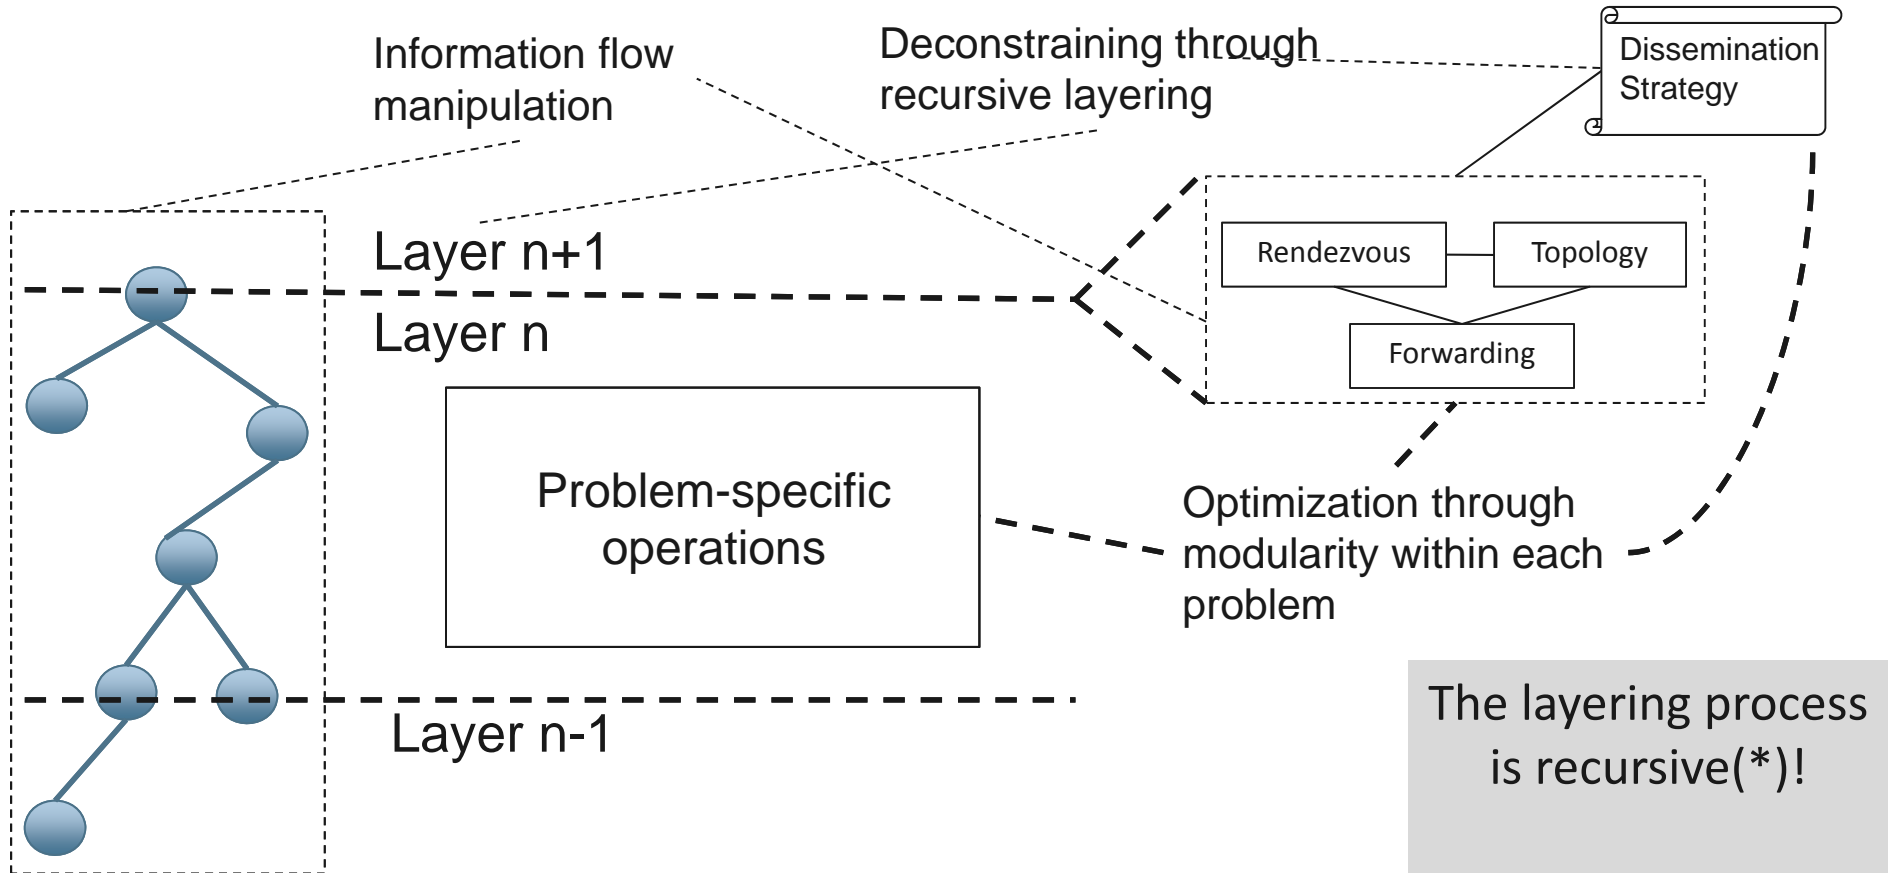 Information flow
manipulation
Deconstraining through
recursive layering
Dissemination
Strategy
Layer n+1
Layer n
Rendezvous
Topology
Forwarding
Problem-specific
operations
Optimization through
modularity within each
problem
Layer n-1
The layering process
is recursive(*)!